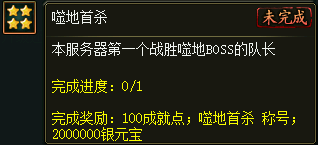 噬地首杀
未完成
本服务器第一个战胜噬地BOSS的队长
完成进度：0/1
完成奖励：100成就点；噬地首杀 称号；
2000000银元宝